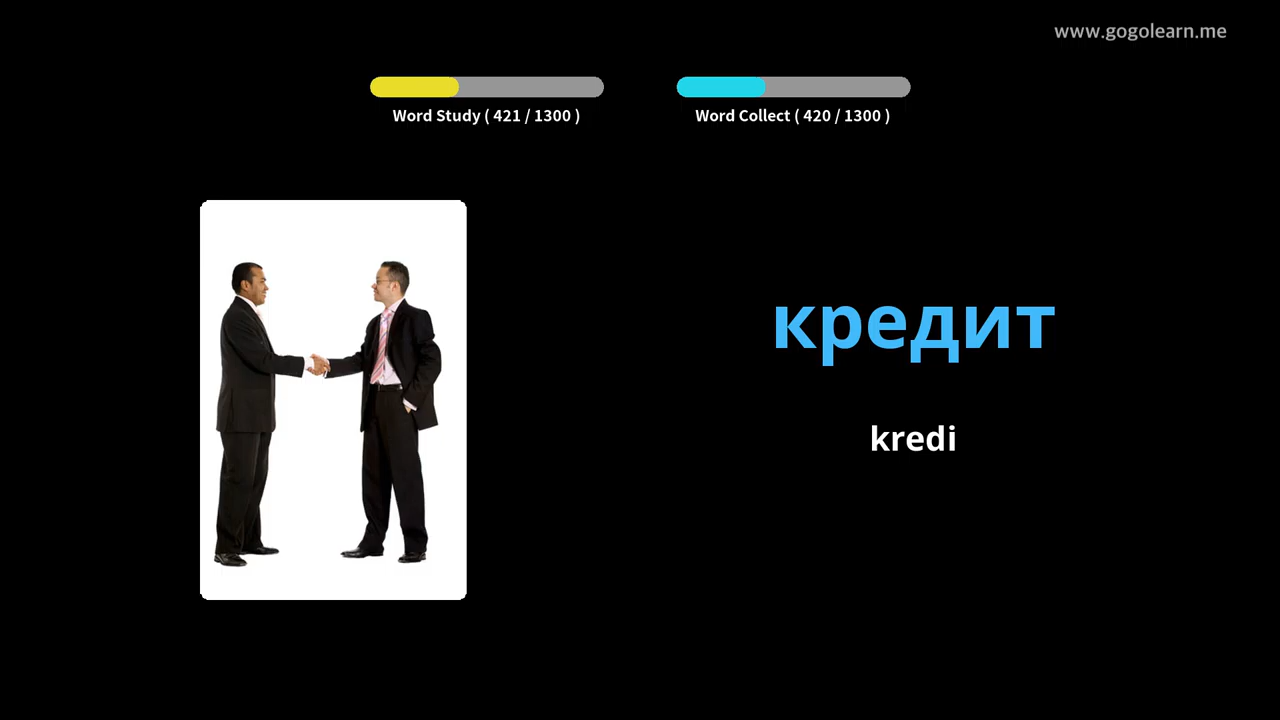 www.gogolearn.me
Word Study ( 421 / 1300 )
Word Collect ( 420 / 1300 )
кредит
kredi